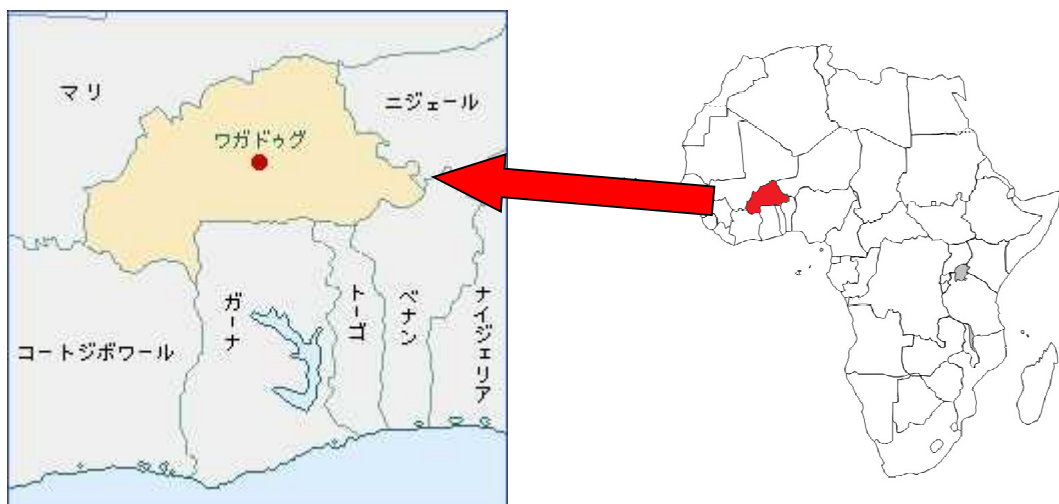 マリ
ニジェール
ワガドゥグ
コートジボワール
ガーナ
トーゴ
ベナン
ナイジェリア